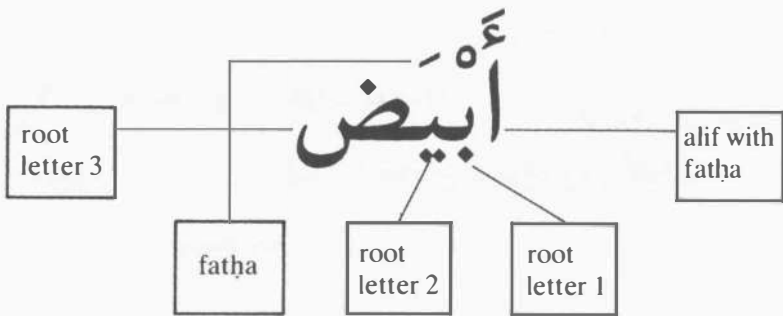 أَبْيَض
root
letter 3
alif with
fatḥa
fatḥa
root
letter 2
root
letter 1